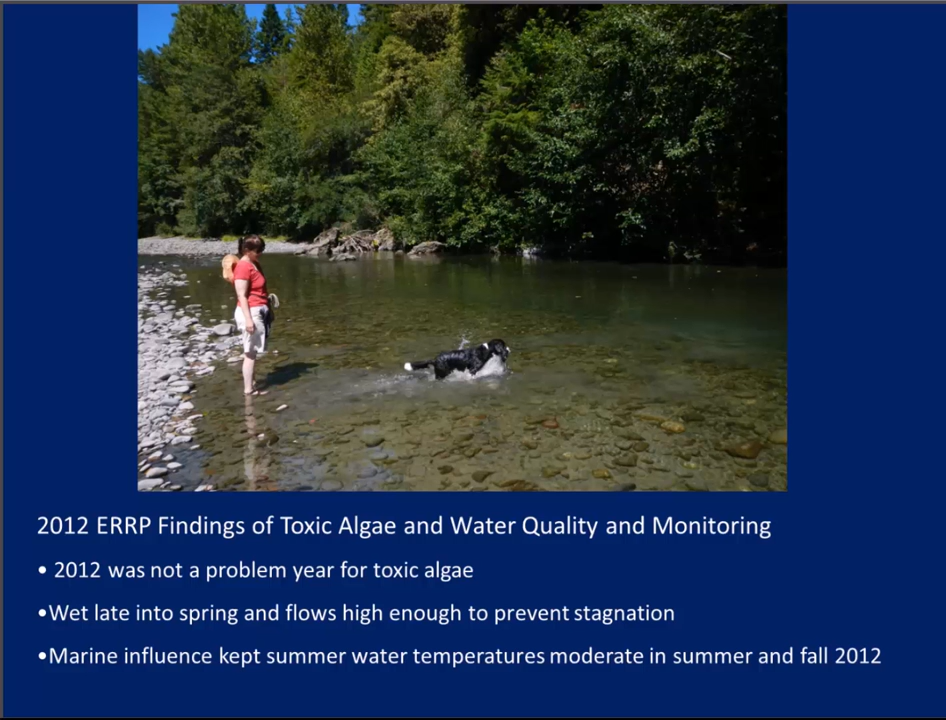 2012 ERRP Findings of Toxic Algae and Water Quality and Monitoring
• 2012 was not a problem year for toxic algae
•Wet late into spring and flows high enough to prevent stagnation
•Marine influence kept summer water temperatures moderate in summer and fall 2012